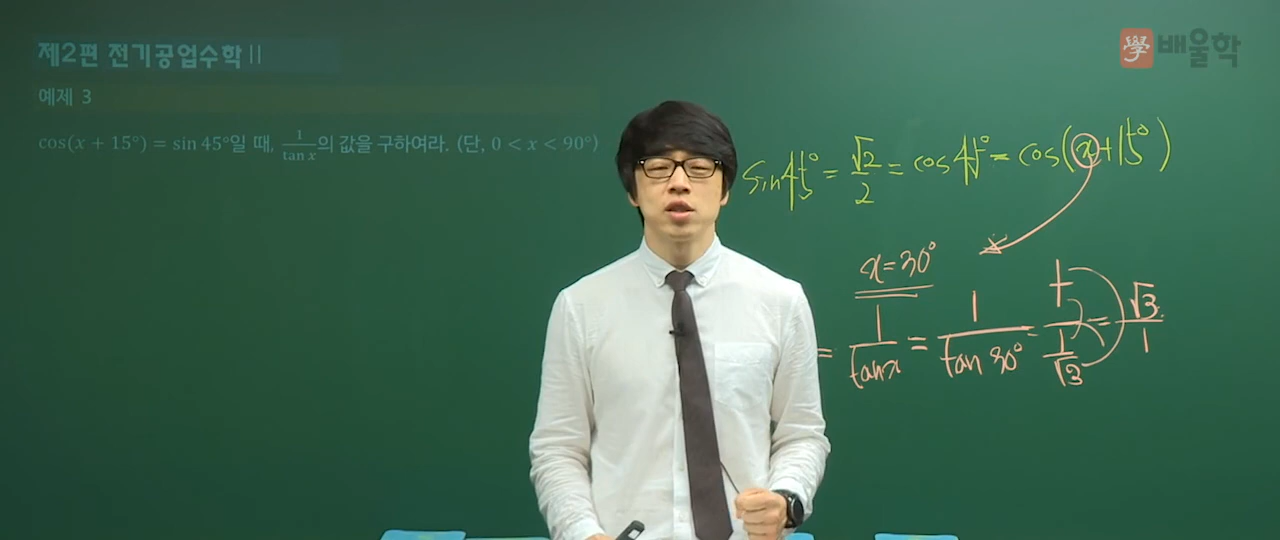 제2편 전기공업수학 II
學 배울학
예제 3
cos(x + 15°) = sin 45°일 때, 1/tan x의 값을 구하여라. (단, 0 < x < 90°)
sin45° = √2/2 = cos45° = cos(x+15°)
x=30°
= 1/tanx = 1/tan30° = 1/1/1/√3 = √3/1